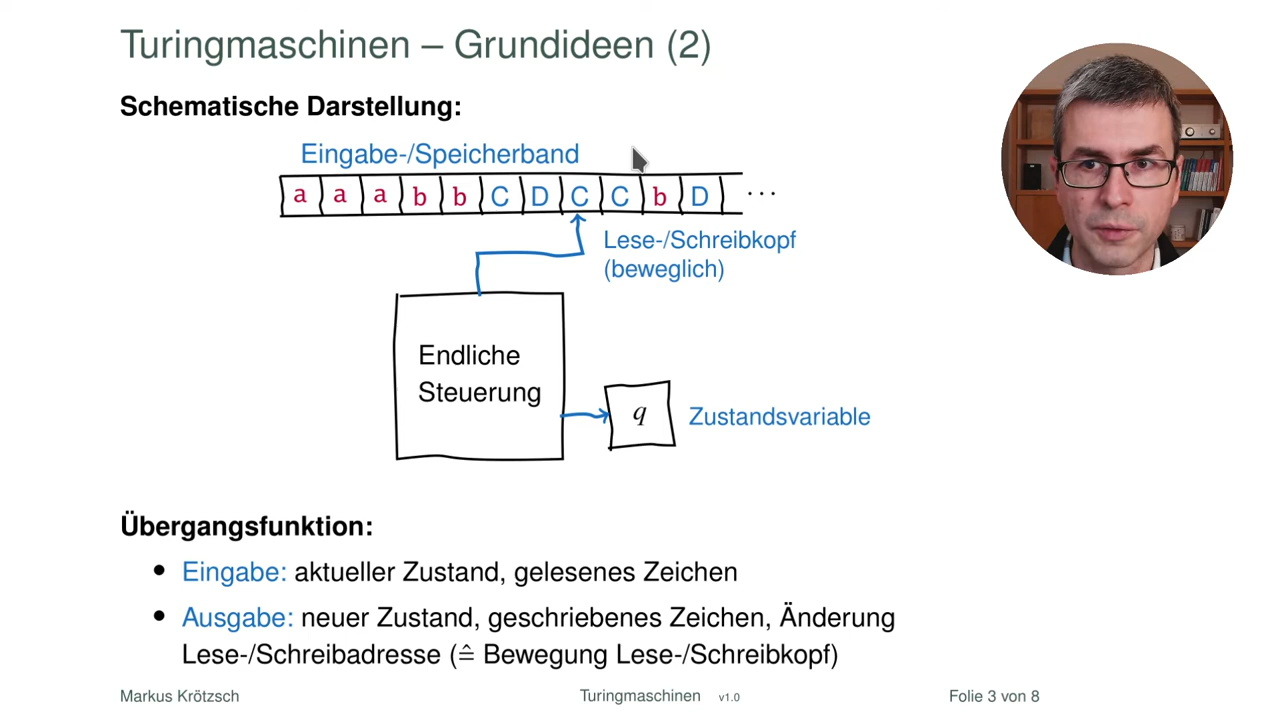 Turingmaschinen – Grundideen (2)
Schematische Darstellung:
Eingabe-/Speicherband
a a a b b C D C C b D ···
Lese-/Schreibkopf
(beweglich)
Endliche
Steuerung
q
Zustandsvariable
Übergangsfunktion:
• Eingabe: aktueller Zustand, gelesenes Zeichen
• Ausgabe: neuer Zustand, geschriebenes Zeichen, Änderung
Lese-/Schreibadresse (≙ Bewegung Lese-/Schreibkopf)
Markus Krötzsch Turingmaschinen v1.0 Folie 3 von 8